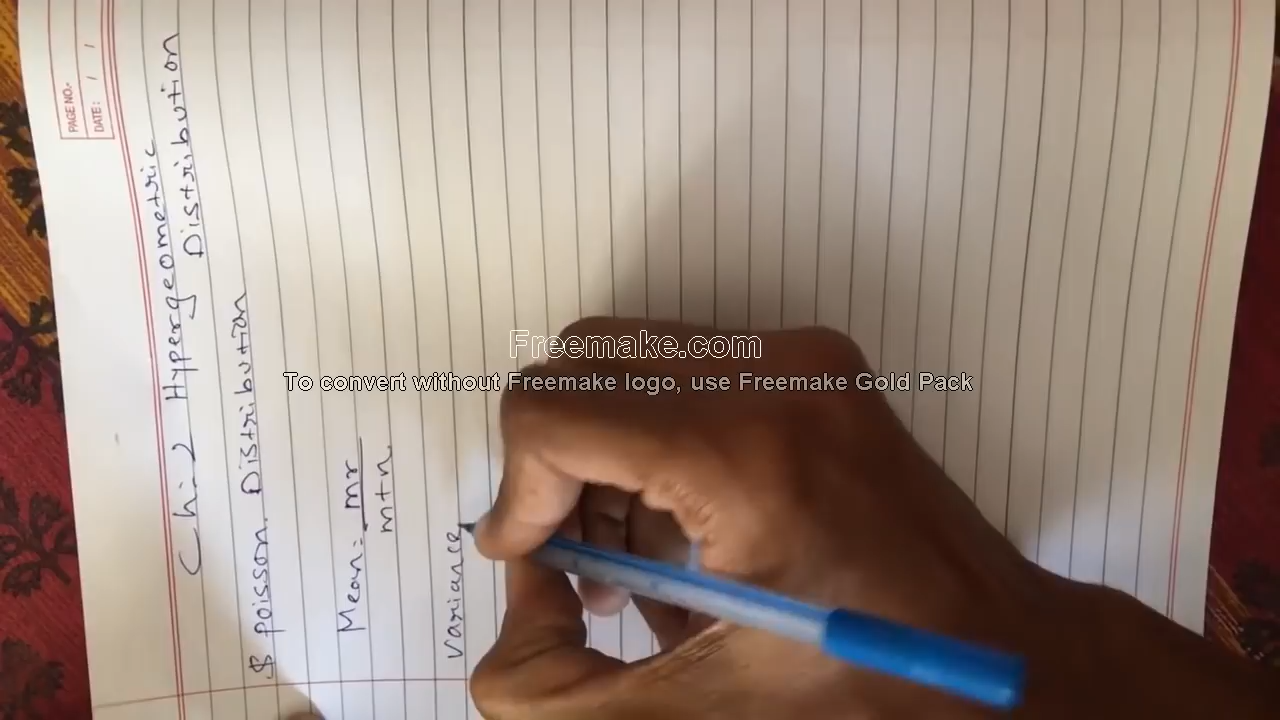 PAGE NO.:
DATE: / /
Ch-2 Hypergeometric
Distribution
$ poisson Distribution
Mean = mr
m+n
Variance
Freemake.com
To convert without Freemake logo, use Freemake Gold Pack